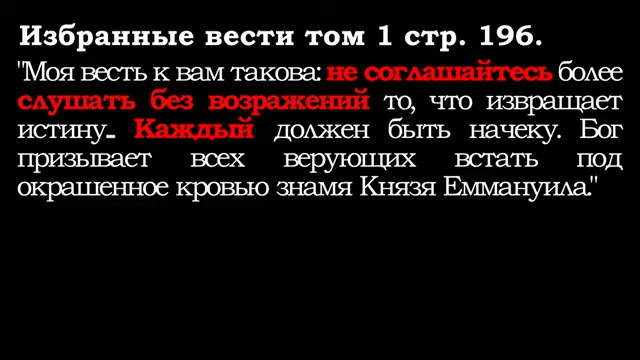 Избранные вести том 1 стр. 196.
"Моя весть к вам такова: не соглашайтесь более
слушать без возражений то, что извращает
истину... Каждый должен быть начеку. Бог
призывает всех верующих встать под
окрашенное кровью знамя Князя Еммануила."